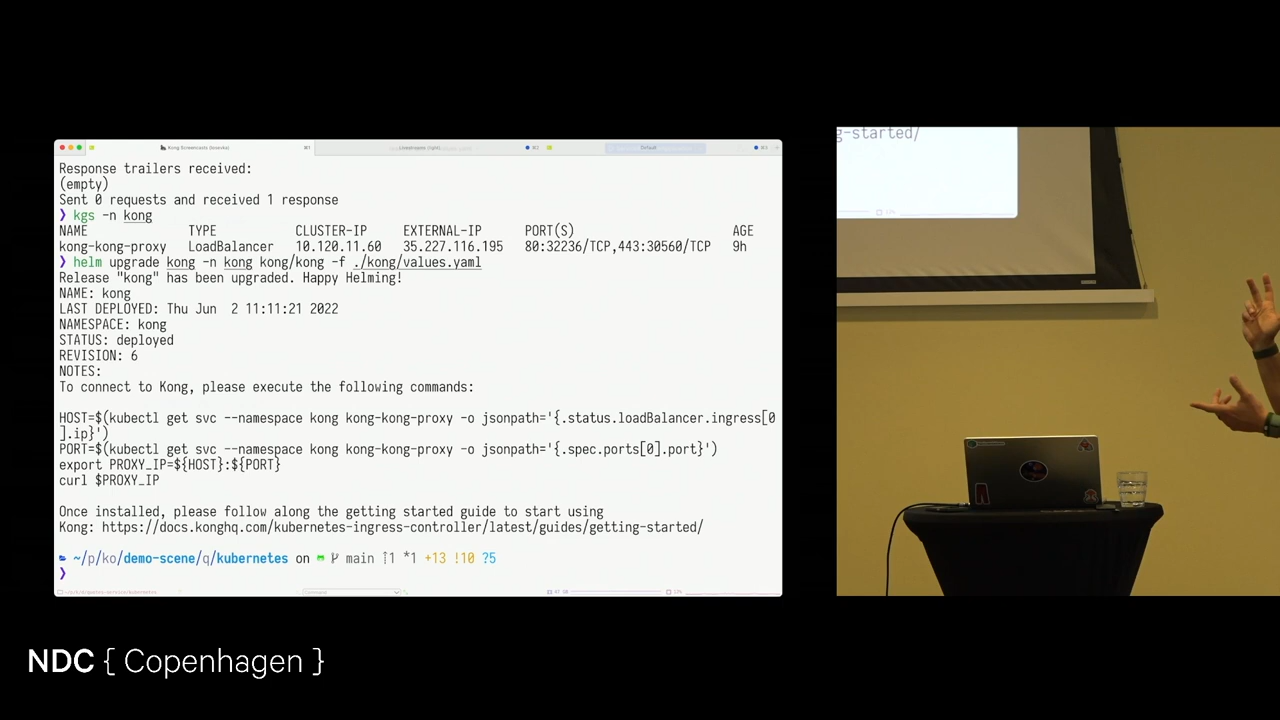 Kong Screencasts (lovevka)
⌘1
⌘2
Default
⌘3
Response trailers received:
(empty)
Sent 0 requests and received 1 response
❯ kgs -n kong
NAME TYPE CLUSTER-IP EXTERNAL-IP PORT(S) AGE
kong-kong-proxy LoadBalancer 10.120.11.60 35.227.116.195 80:32236/TCP,443:30560/TCP 9h
❯ helm upgrade kong -n kong kong/kong -f ./kong/values.yaml
Release "kong" has been upgraded. Happy Helming!
NAME: kong
LAST DEPLOYED: Thu Jun  2 11:11:21 2022
NAMESPACE: kong
STATUS: deployed
REVISION: 6
NOTES:
To connect to Kong, please execute the following commands:
HOST=$(kubectl get svc --namespace kong kong-kong-proxy -o jsonpath='{.status.loadBalancer.ingress[0
].ip}')
PORT=$(kubectl get svc --namespace kong kong-kong-proxy -o jsonpath='{.spec.ports[0].port}')
export PROXY_IP=${HOST}:${PORT}
curl $PROXY_IP
Once installed, please follow along the getting started guide to start using
Kong: https://docs.konghq.com/kubernetes-ingress-controller/latest/guides/getting-started/
~/p/ko/demo-scene/q/kubernetes on main ⇡1 *1 +13 !10 ?5
❯
g-started/
NDC { Copenhagen }